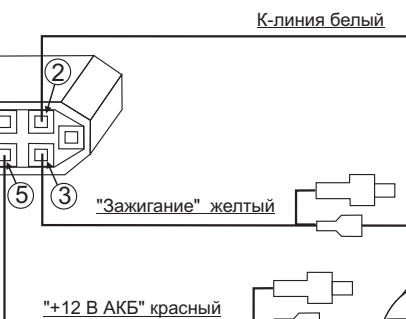 К-линия белый
2
5
3
"Зажигание" желтый
"+12 В АКБ" красный